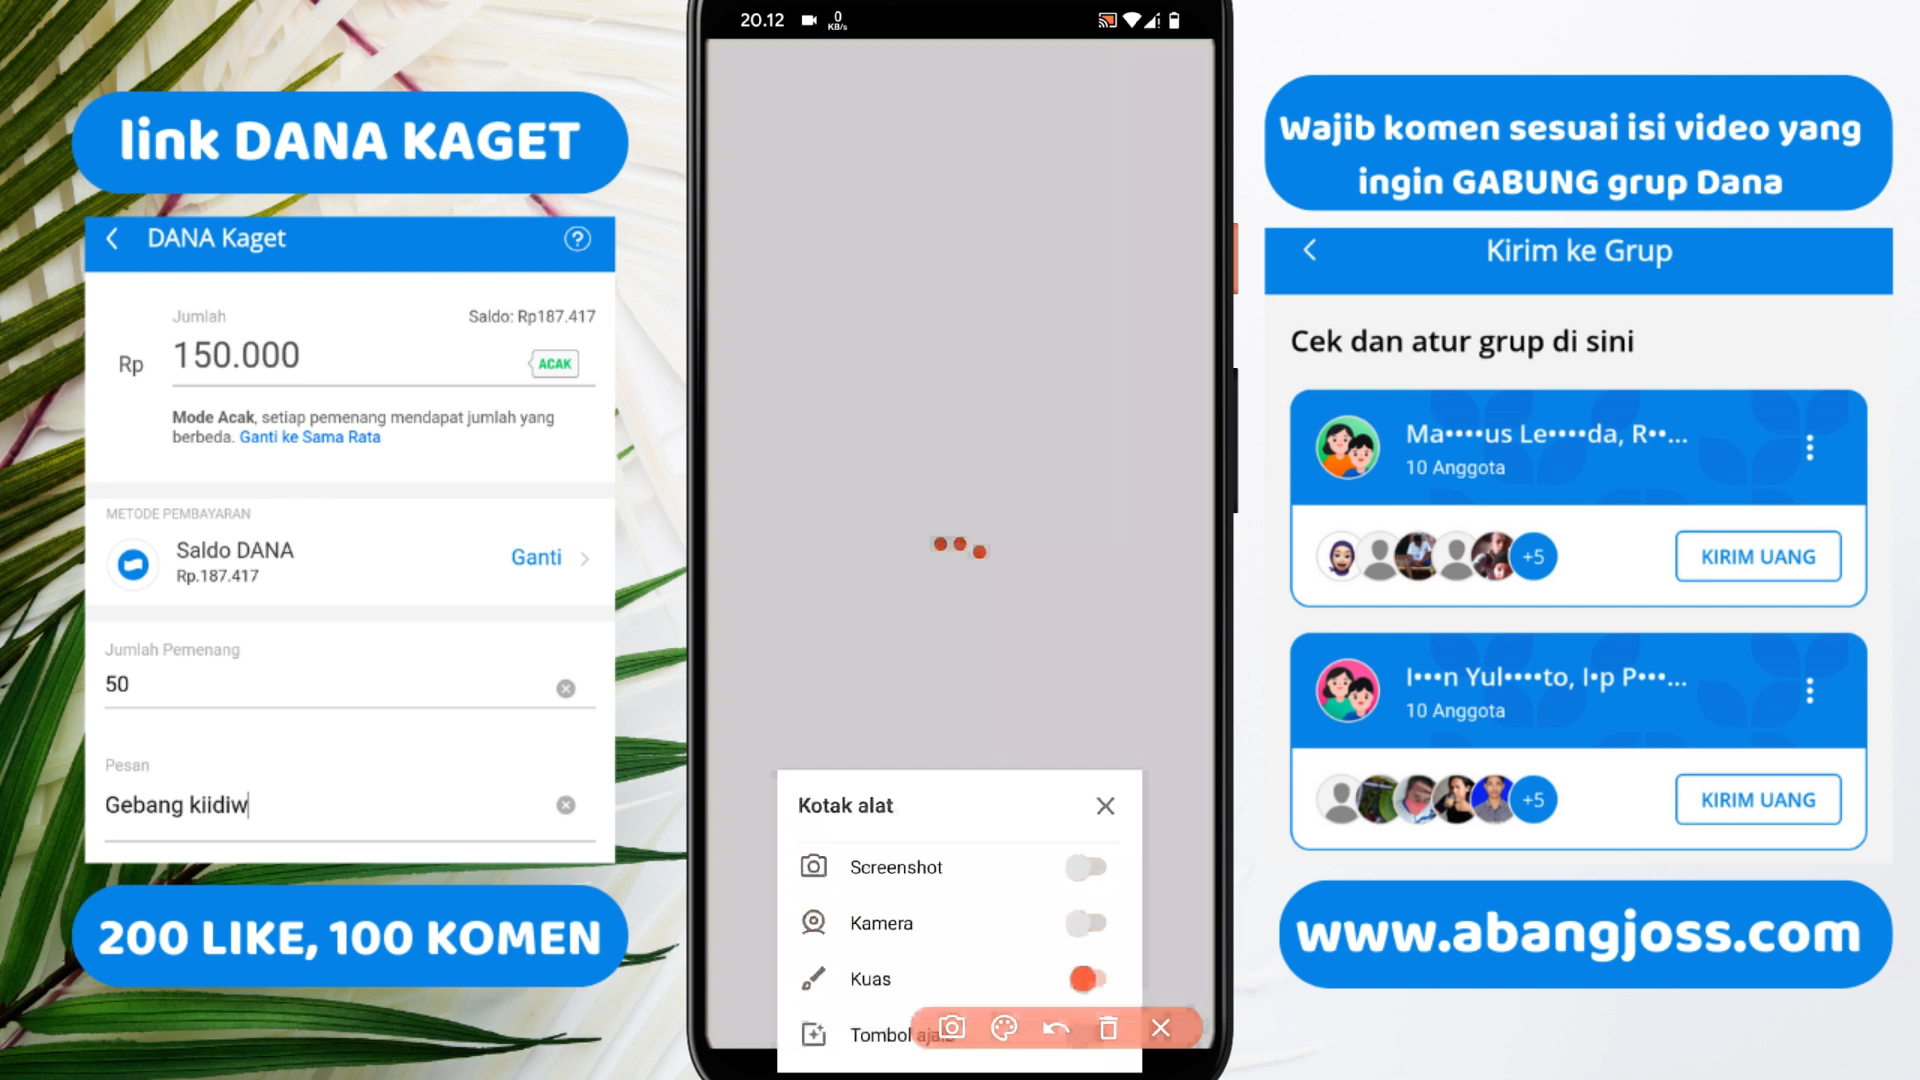 link DANA KAGET
DANA Kaget
?
Jumlah
Saldo: Rp187.417
Rp
150.000
ACAK
Mode Acak, setiap pemenang mendapat jumlah yang
berbeda. Ganti ke Sama Rata
METODE PEMBAYARAN
Saldo DANA
Rp.187.417
Ganti
Jumlah Pemenang
50
Pesan
Gebang kiidiw
200 LIKE, 100 KOMEN
20.12
0
KB/s
Kotak alat
Screenshot
Kamera
Kuas
Tombol
Wajib komen sesuai isi video yang
ingin GABUNG grup Dana
Kirim ke Grup
Cek dan atur grup di sini
Ma••••us Le••••da, R••...
10 Anggota
+5
KIRIM UANG
I•••n Yul••••to, I•p P•••...
10 Anggota
+5
KIRIM UANG
www.abangjoss.com